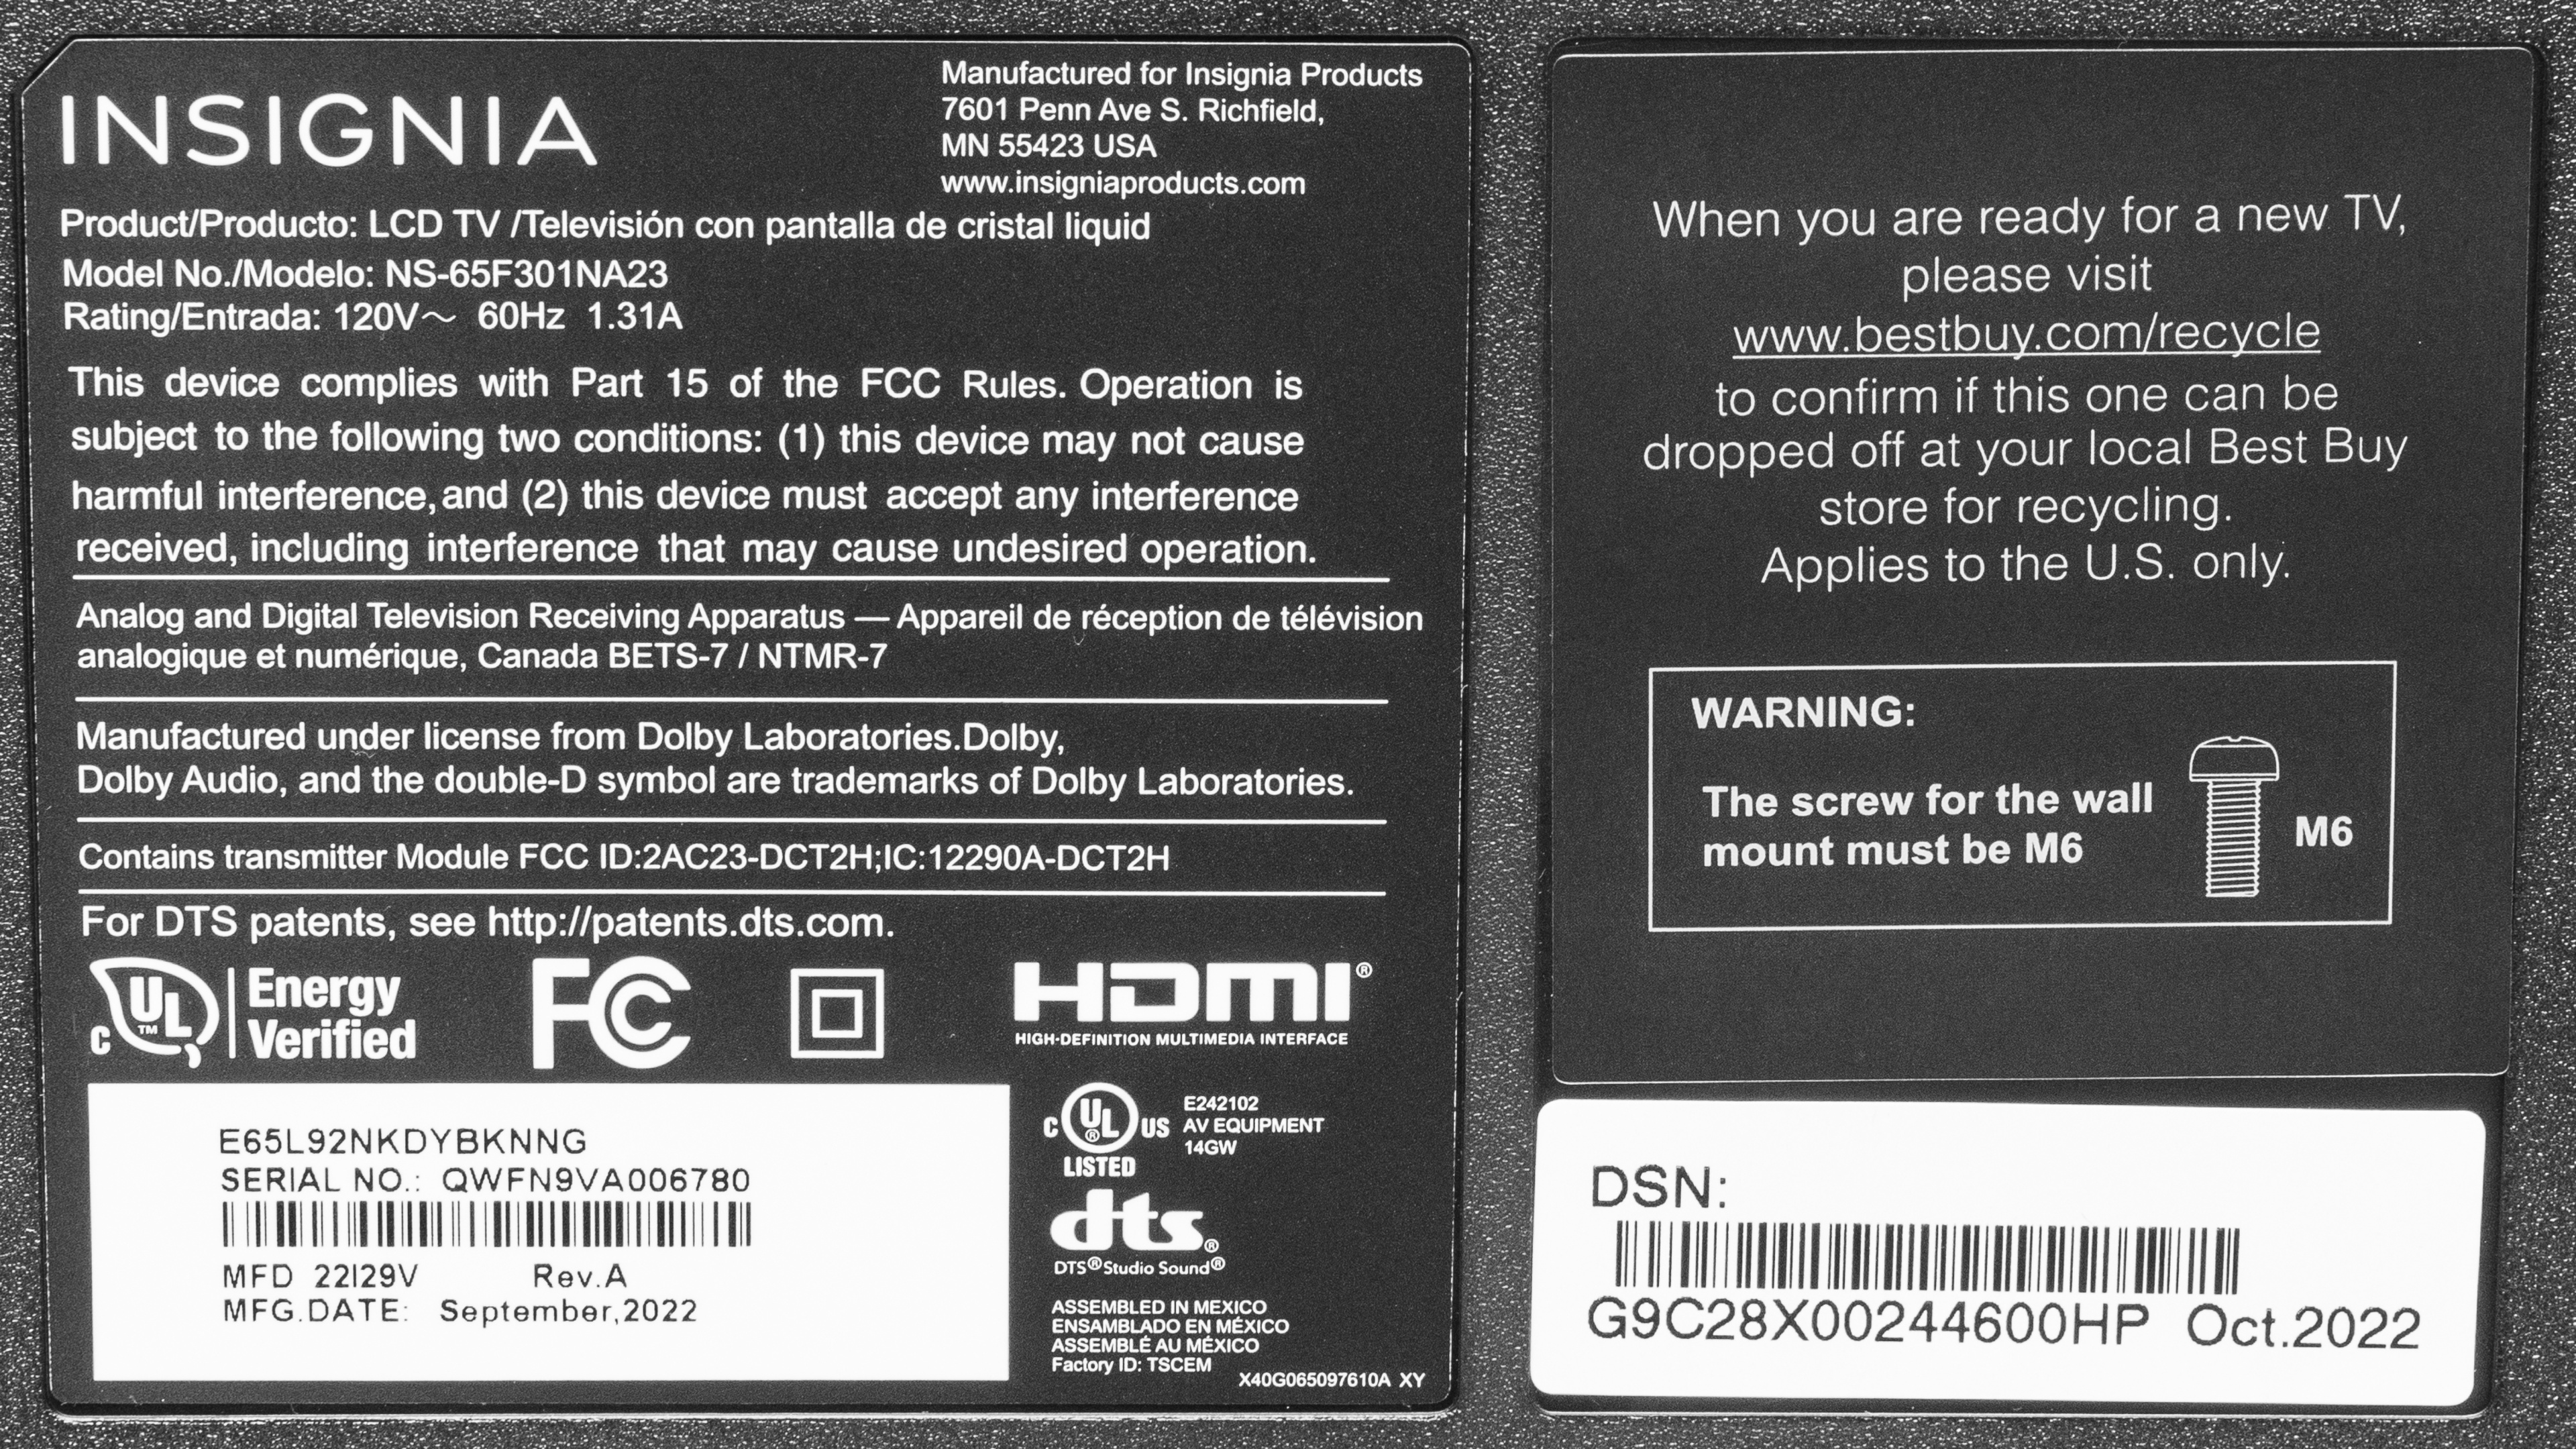 INSIGNIA
Manufactured for Insignia Products
7601 Penn Ave S. Richfield,
MN 55423 USA
www.insigniaproducts.com
Product/Producto: LCD TV /Televisión con pantalla de cristal liquid
Model No./Modelo: NS-65F301NA23
Rating/Entrada: 120V～ 60Hz 1.31A
This device complies with Part 15 of the FCC Rules. Operation is
subject to the following two conditions: (1) this device may not cause
harmful interference, and (2) this device must accept any interference
received, including interference that may cause undesired operation.
Analog and Digital Television Receiving Apparatus — Appareil de réception de télévision
analogique et numérique, Canada BETS-7 / NTMR-7
Manufactured under license from Dolby Laboratories.Dolby,
Dolby Audio, and the double-D symbol are trademarks of Dolby Laboratories.
Contains transmitter Module FCC ID:2AC23-DCT2H;IC:12290A-DCT2H
For DTS patents, see http://patents.dts.com.
c UL ™ Energy
Verified
FC
HDMI®
HIGH-DEFINITION MULTIMEDIA INTERFACE
E65L92NKDYBKNNG
SERIAL NO.: QWFN9VA006780
MFD 22I29V Rev.A
MFG.DATE: September,2022
C UL® US
LISTED
E242102
AV EQUIPMENT
14GW
dts®
DTS® Studio Sound®
ASSEMBLED IN MEXICO
ENSAMBLADO EN MÉXICO
ASSEMBLÉ AU MÉXICO
Factory ID: TSCEM
X40G065097610A XY
When you are ready for a new TV,
please visit
www.bestbuy.com/recycle
to confirm if this one can be
dropped off at your local Best Buy
store for recycling.
Applies to the U.S. only.
WARNING:
The screw for the wall
mount must be M6
M6
DSN:
G9C28X00244600HP Oct.2022